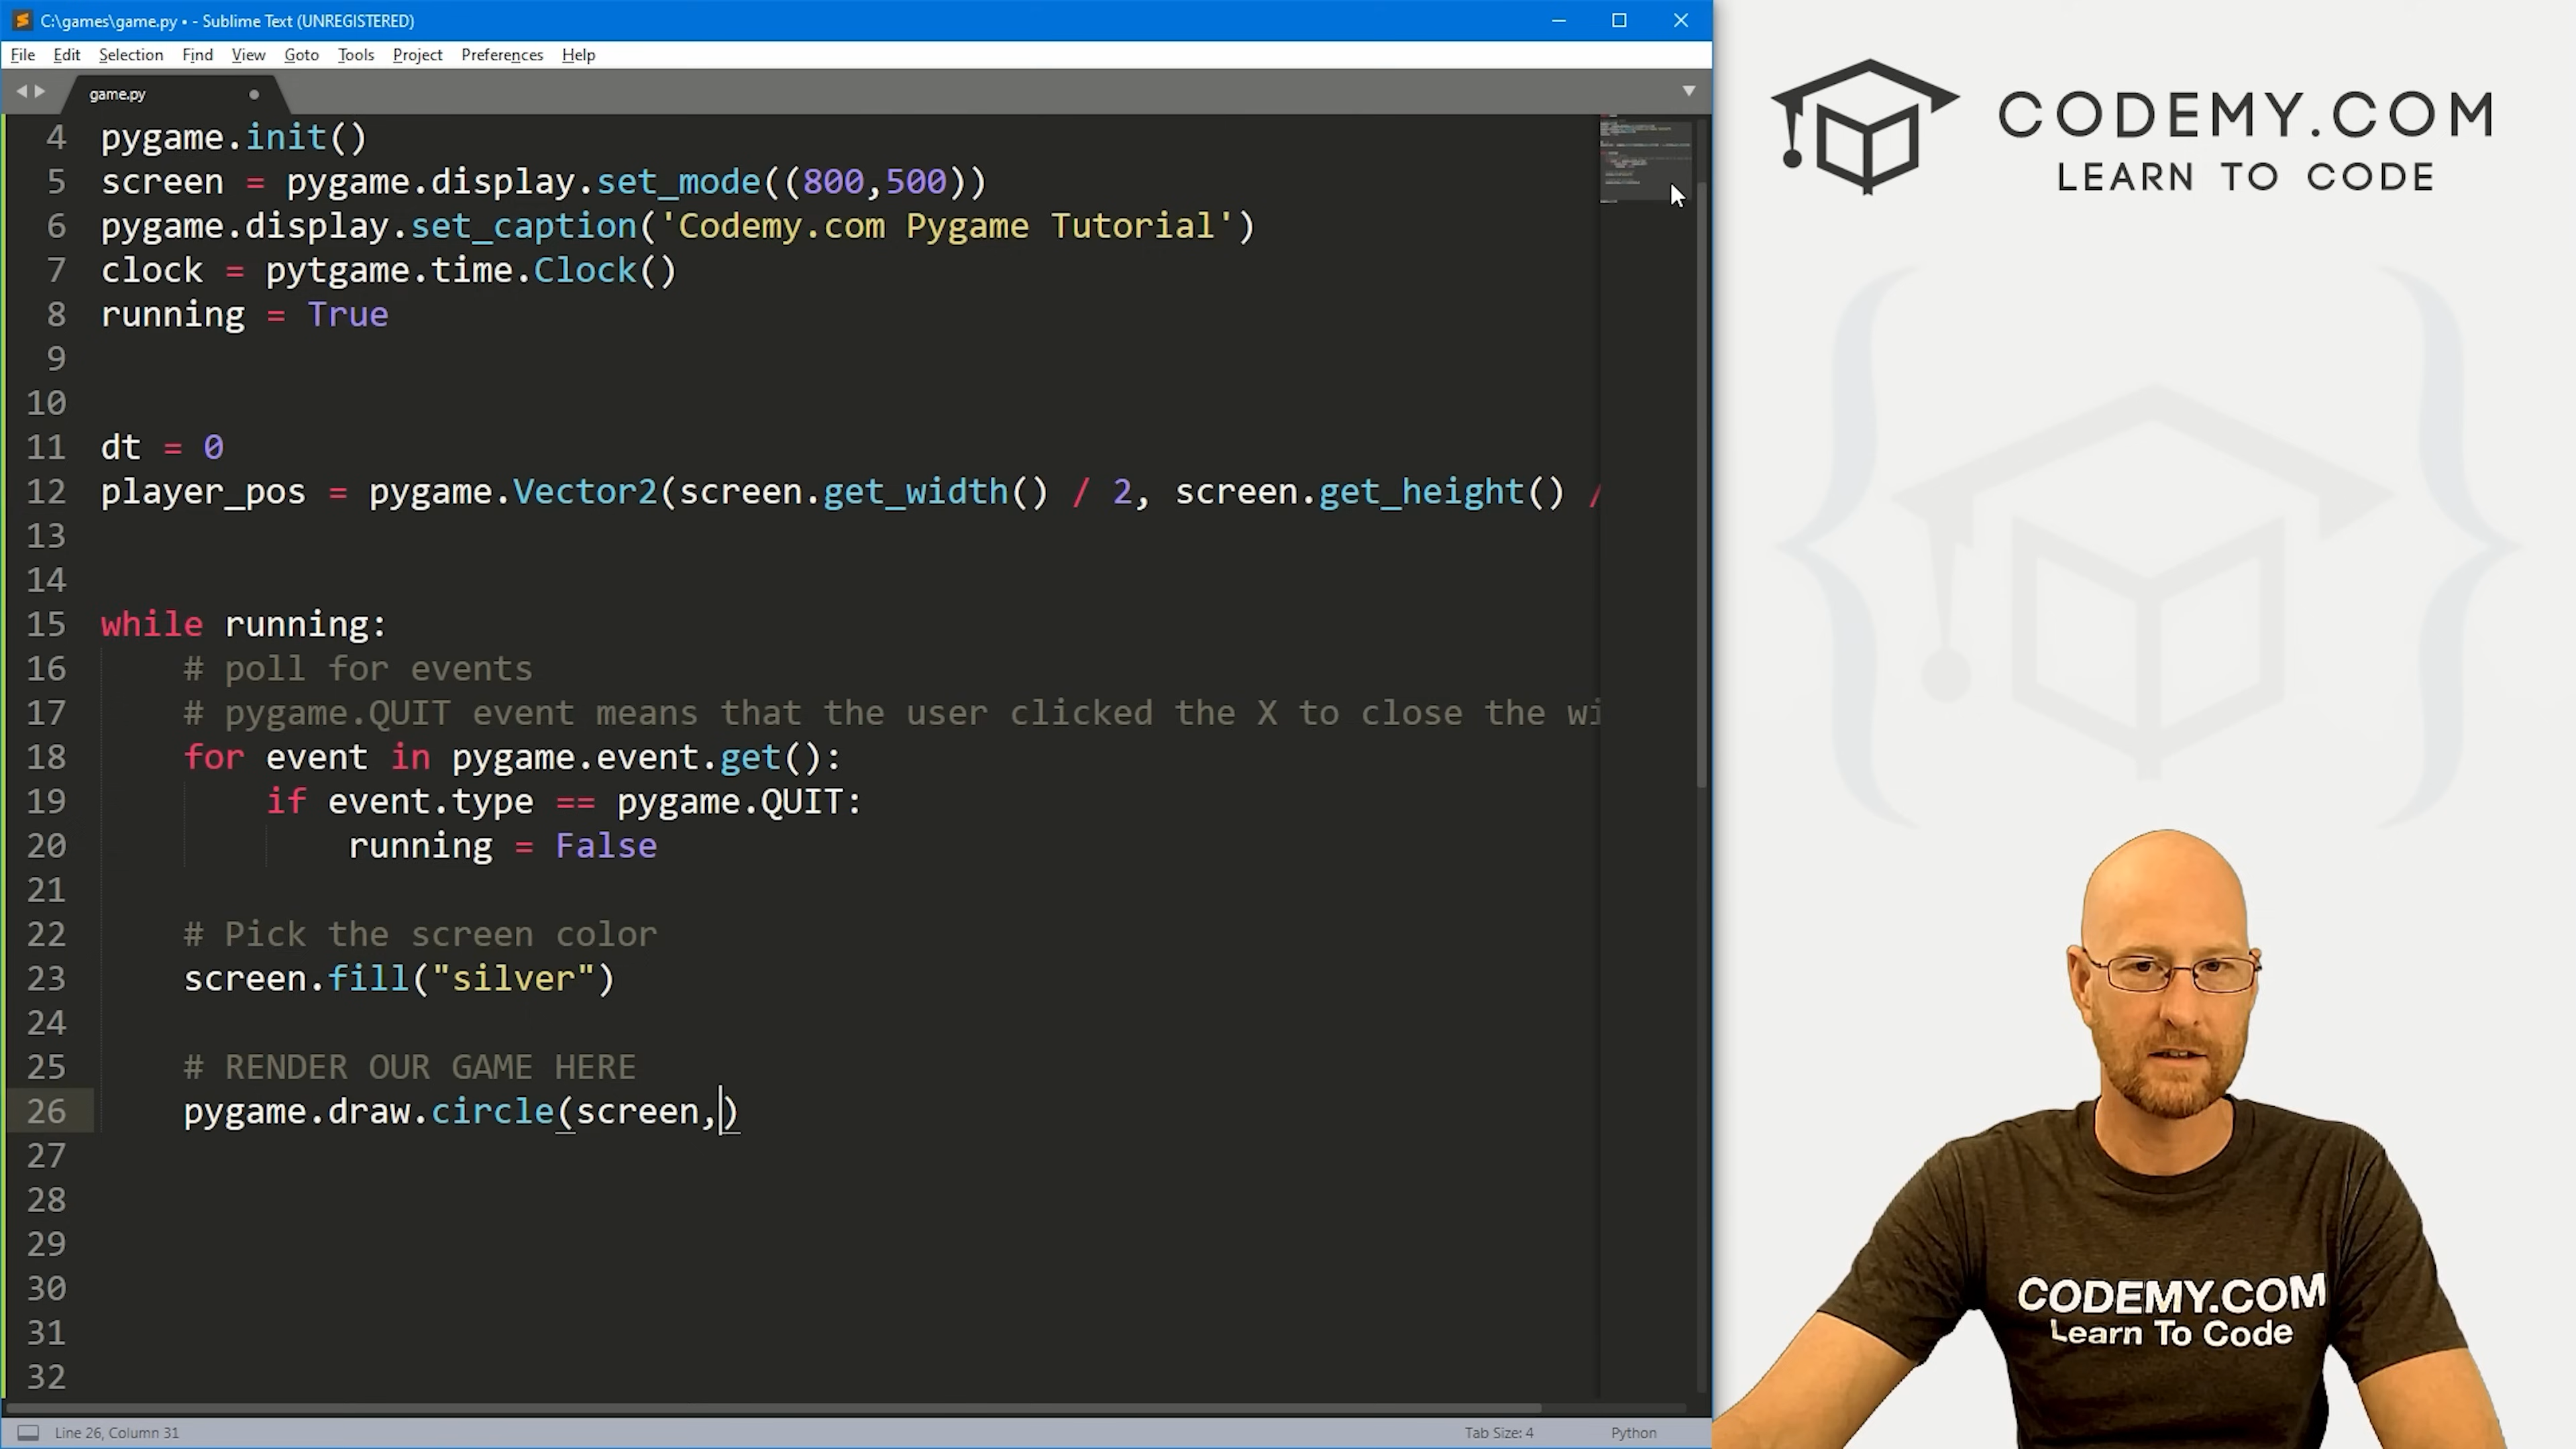 C:\games\game.py • - Sublime Text (UNREGISTERED)
File Edit Selection Find View Goto Tools Project Preferences Help
game.py
4 pygame.init()
5 screen = pygame.display.set_mode((800,500))
6 pygame.display.set_caption('Codemy.com Pygame Tutorial')
7 clock = pytgame.time.Clock()
8 running = True
9
10
11 dt = 0
12 player_pos = pygame.Vector2(screen.get_width() / 2, screen.get_height() /
13
14
15 while running:
16 # poll for events
17 # pygame.QUIT event means that the user clicked the X to close the wi
18 for event in pygame.event.get():
19 if event.type == pygame.QUIT:
20 running = False
21
22 # Pick the screen color
23 screen.fill("silver")
24
25 # RENDER OUR GAME HERE
26 pygame.draw.circle(screen,)
27
28
29
30
31
32
Line 26, Column 31
Tab Size: 4
Python
CODEMY.COM
LEARN TO CODE
CODEMY.COM
Learn To Code